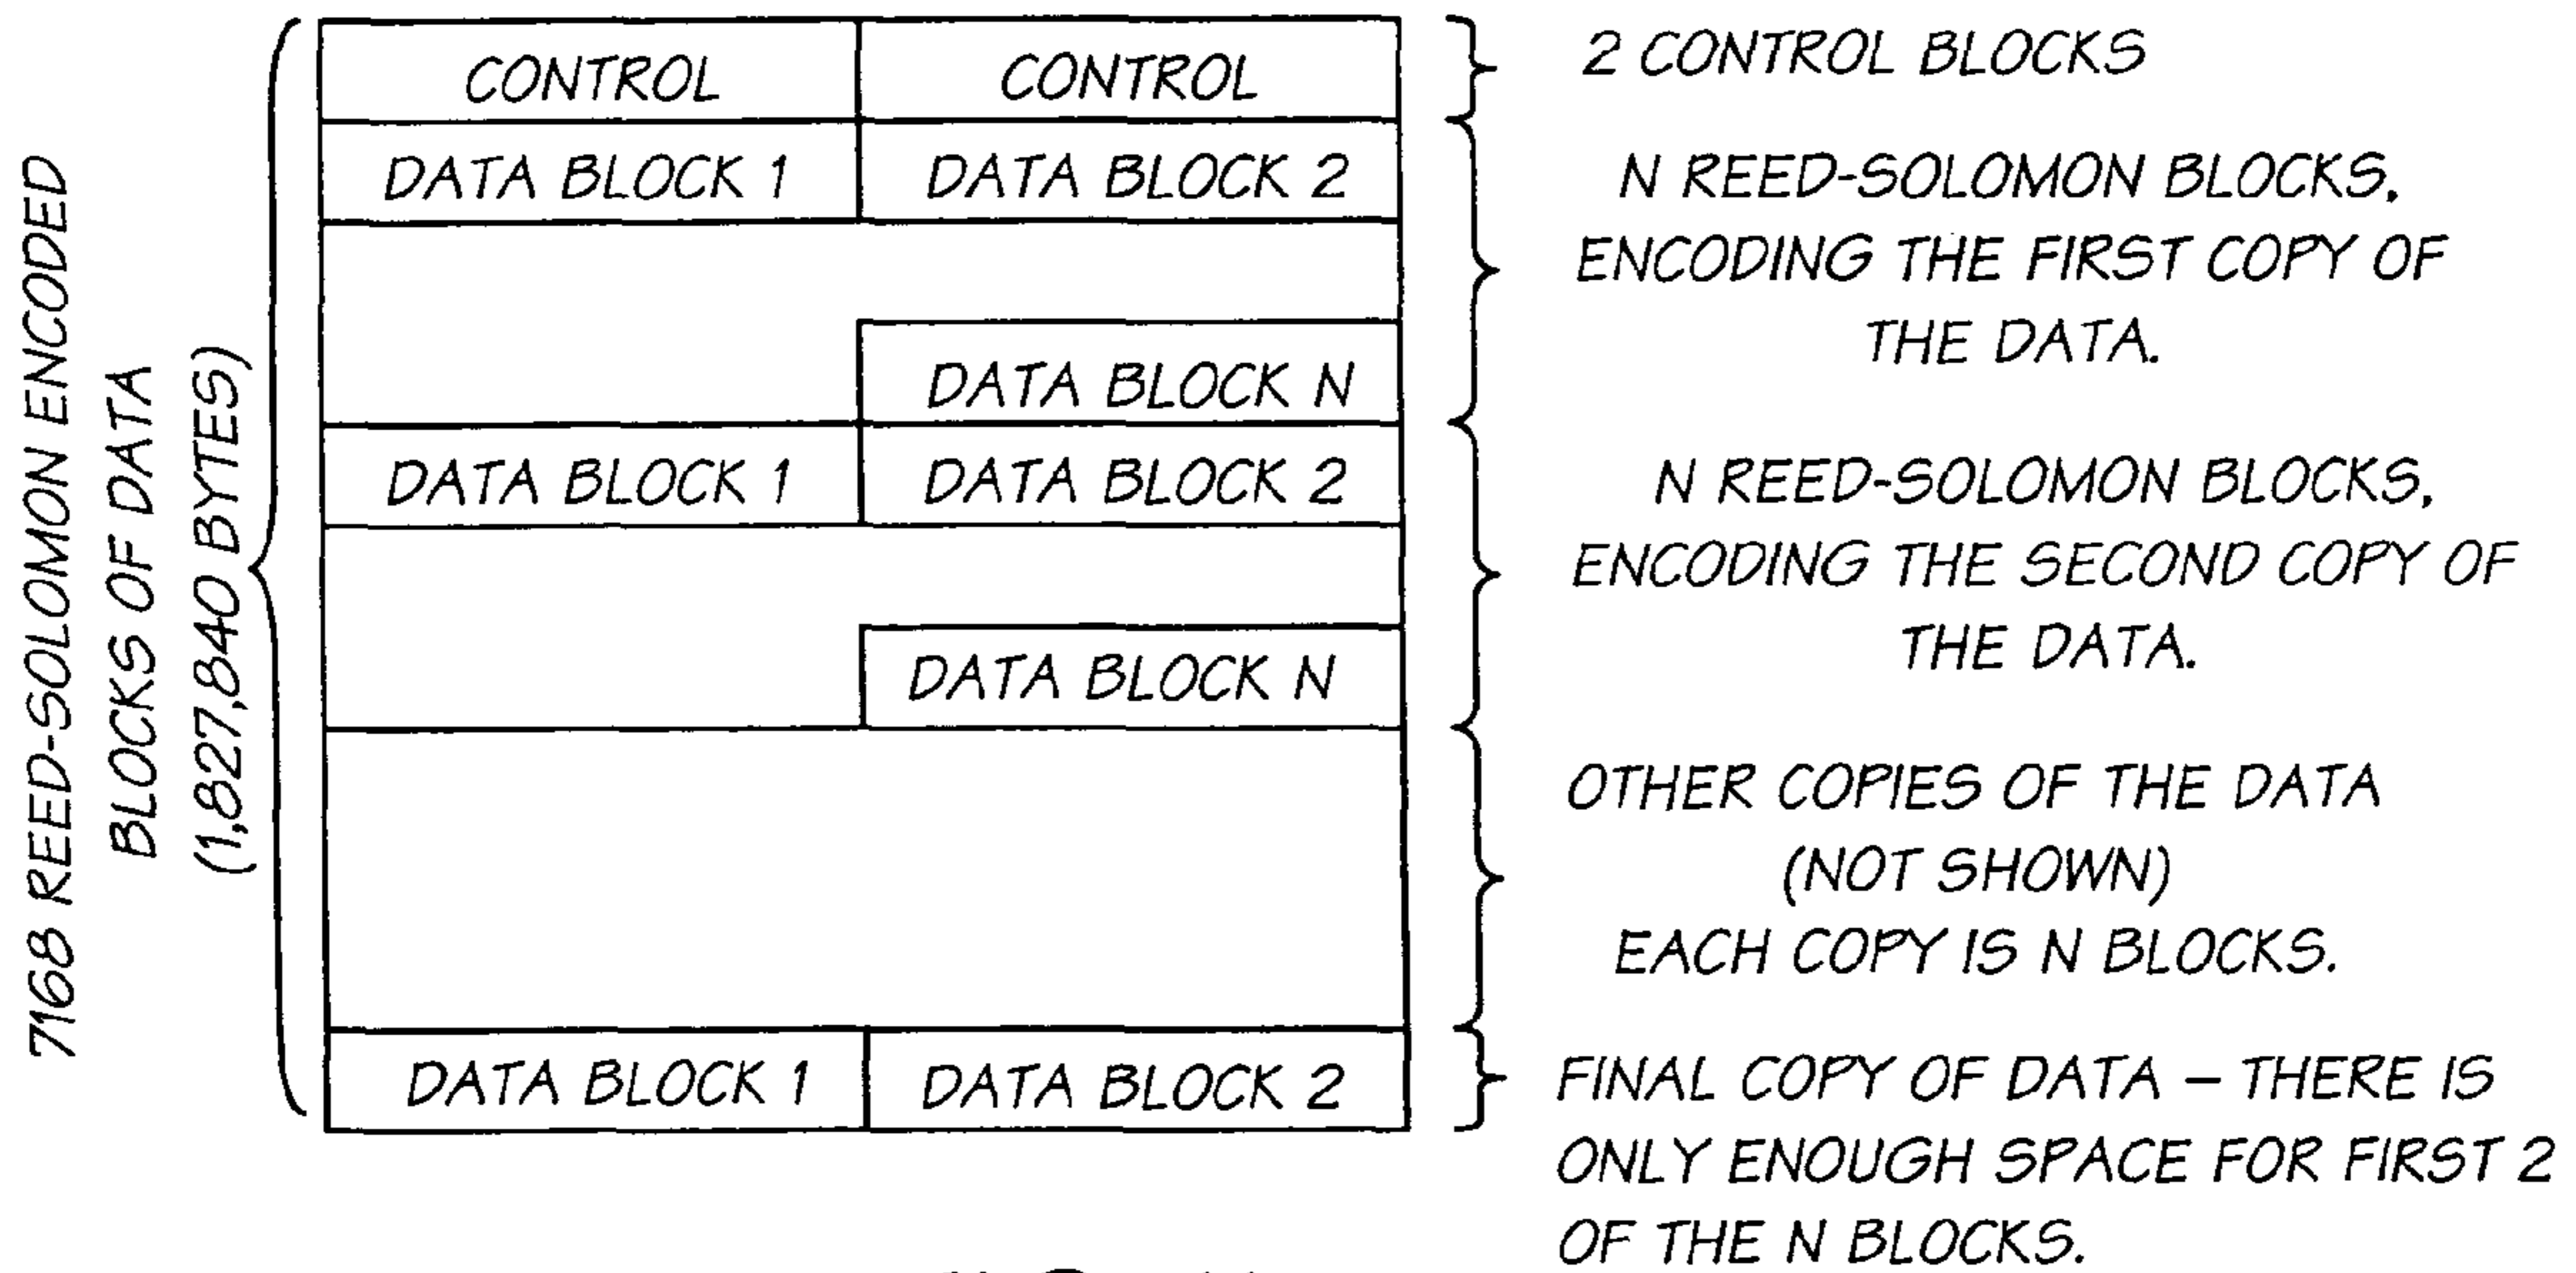 7168 REED-SOLOMON ENCODED
BLOCKS OF DATA
(1,827,840 BYTES)
CONTROL CONTROL
2 CONTROL BLOCKS
DATA BLOCK 1 DATA BLOCK 2
DATA BLOCK N
N REED-SOLOMON BLOCKS,
ENCODING THE FIRST COPY OF
THE DATA.
DATA BLOCK 1 DATA BLOCK 2
DATA BLOCK N
N REED-SOLOMON BLOCKS,
ENCODING THE SECOND COPY OF
THE DATA.
OTHER COPIES OF THE DATA
(NOT SHOWN)
EACH COPY IS N BLOCKS.
DATA BLOCK 1 DATA BLOCK 2
FINAL COPY OF DATA – THERE IS
ONLY ENOUGH SPACE FOR FIRST 2
OF THE N BLOCKS.